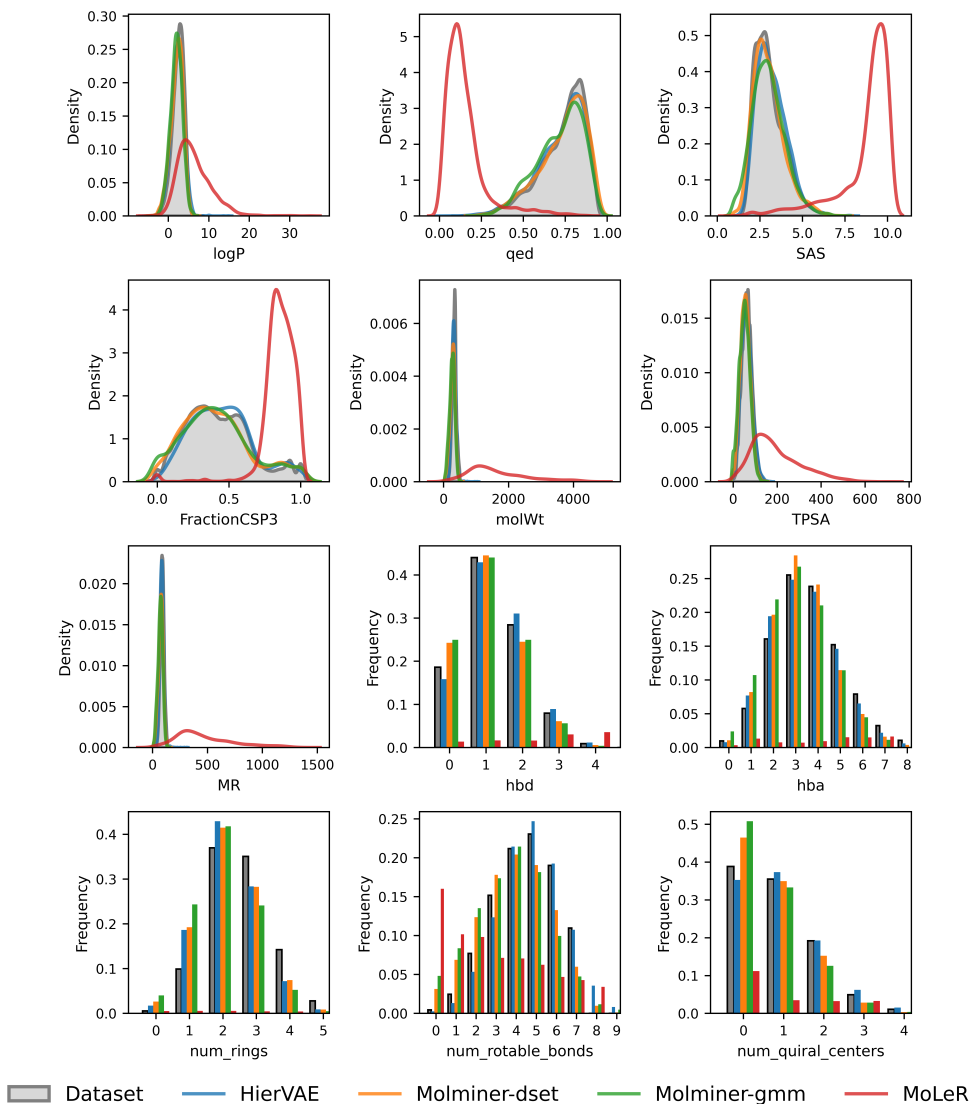 0.30
0.25
0.20
0.15
0.10
0.05
0.00
Density
0 10 20 30
logP
5
4
3
2
1
0
Density
0.00 0.25 0.50 0.75 1.00
qed
0.5
0.4
0.3
0.2
0.1
0.0
Density
0.0 2.5 5.0 7.5 10.0
SAS
4
3
2
1
0
Density
0.0 0.5 1.0
FractionCSP3
0.006
0.004
0.002
0.000
Density
0 2000 4000
molWt
0.015
0.010
0.005
0.000
Density
0 200 400 600 800
TPSA
0.020
0.015
0.010
0.005
0.000
Density
0 500 1000 1500
MR
0.4
0.3
0.2
0.1
0.0
Frequency
0 1 2 3 4
hbd
0.25
0.20
0.15
0.10
0.05
0.00
Frequency
0 1 2 3 4 5 6 7 8
hba
0.4
0.3
0.2
0.1
0.0
Frequency
0 1 2 3 4 5
num_rings
0.25
0.20
0.15
0.10
0.05
0.00
Frequency
0 1 2 3 4 5 6 7 8 9
num_rotable_bonds
0.5
0.4
0.3
0.2
0.1
0.0
Frequency
0 1 2 3 4
num_quiral_centers
Dataset HierVAE Molminer-dset Molminer-gmm MoLeR